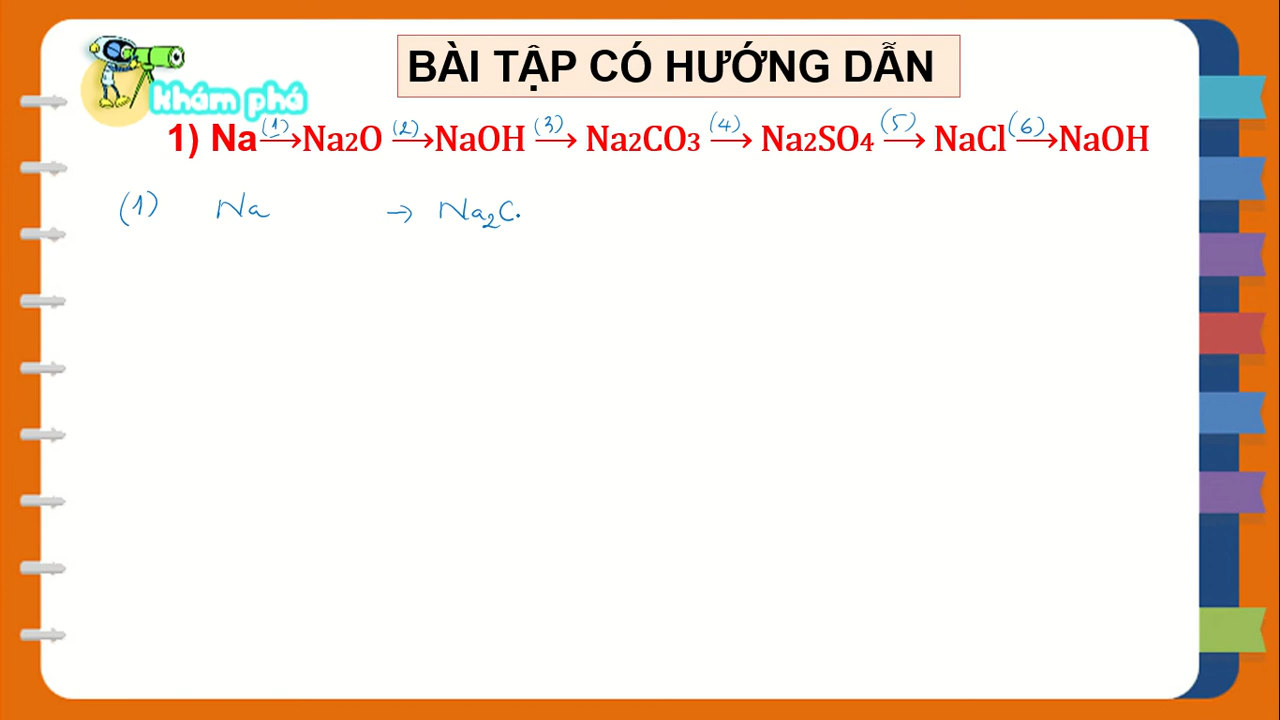 BÀI TẬP CÓ HƯỚNG DẪN
khám phá
1) Na (1)→ Na2O (2)→ NaOH (3)→ Na2CO3 (4)→ Na2SO4 (5)→ NaCl (6)→ NaOH
(1) Na → Na2C